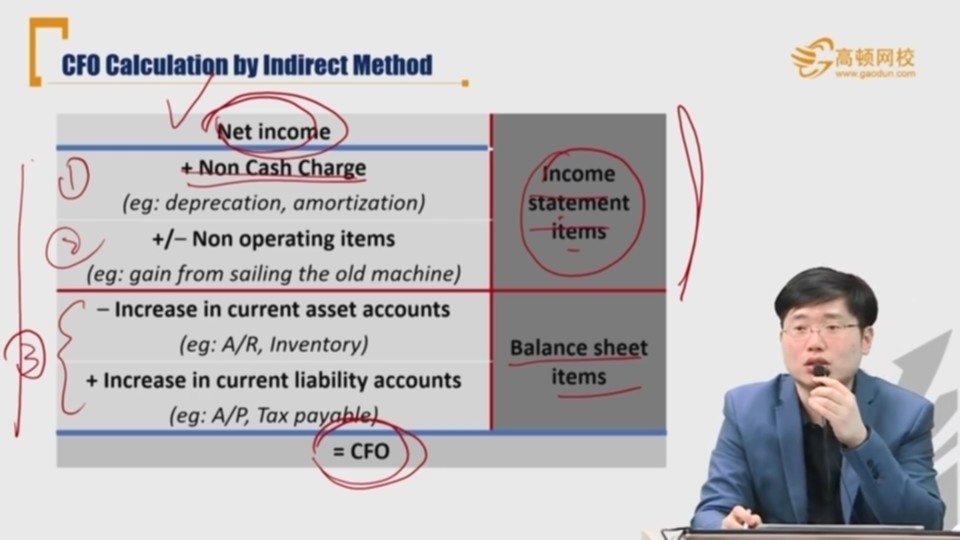 CFO Calculation by Indirect Method
高顿网校
www.gaodun.com
Net income
+ Non Cash Charge
(eg: deprecation, amortization)
+/− Non operating items
(eg: gain from sailing the old machine)
Income
statement
items
− Increase in current asset accounts
(eg: A/R, Inventory)
+ Increase in current liability accounts
(eg: A/P, Tax payable)
Balance sheet
items
= CFO
1
2
3